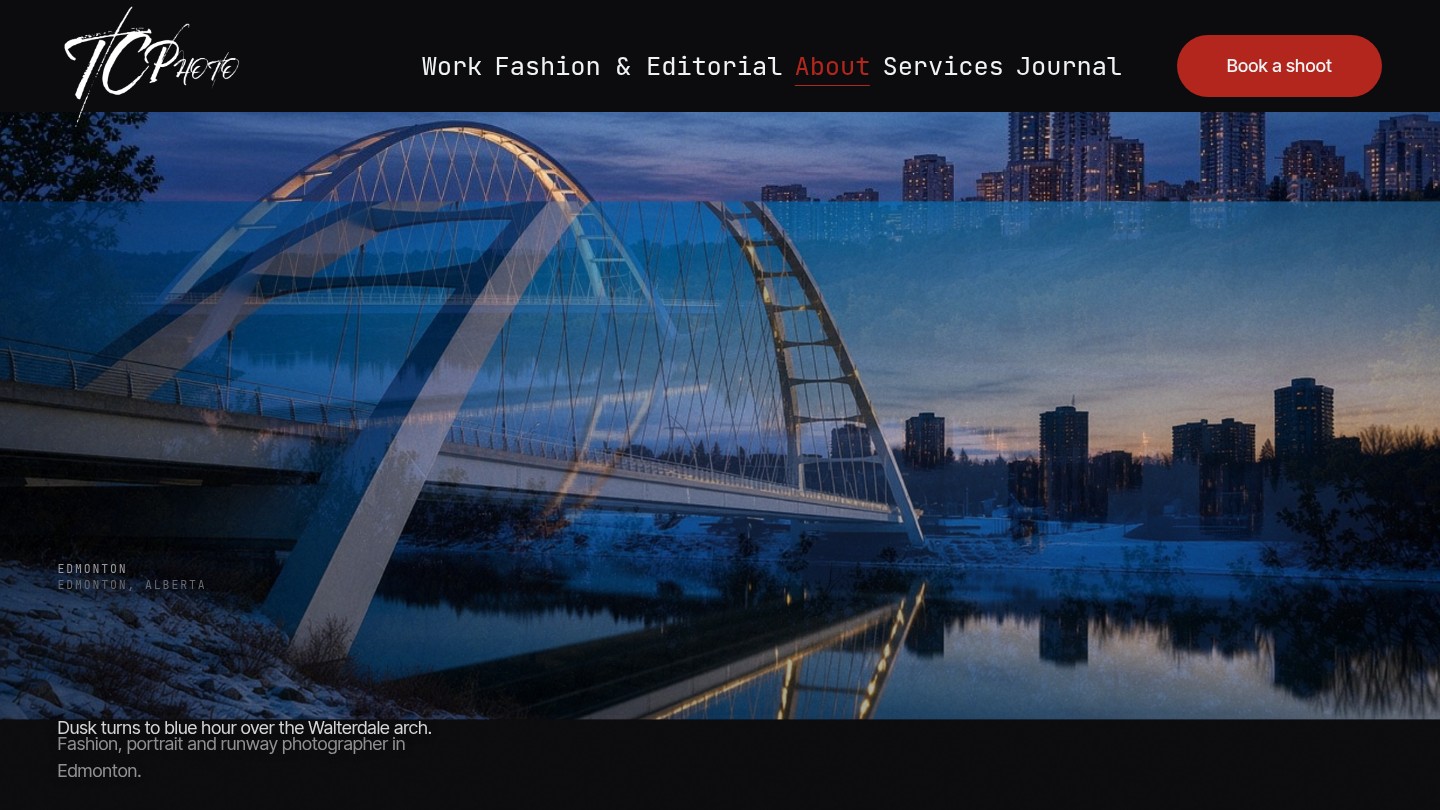 TCPHOTO
Work Fashion & Editorial About Services Journal
Book a shoot
EDMONTON
EDMONTON, ALBERTA
Dusk turns to blue hour over the Walterdale arch.
Fashion, portrait and runway photographer in
Edmonton.